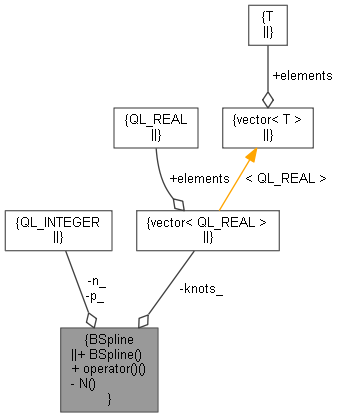 {T
||}
+elements
{QL_REAL
||}
{vector< T >
||}
+elements
< QL_REAL >
{QL_INTEGER
||}
{vector< QL_REAL >
||}
-n_
-p_
-knots_
{BSpline
||+ BSpline()
+ operator()()
- N()
}